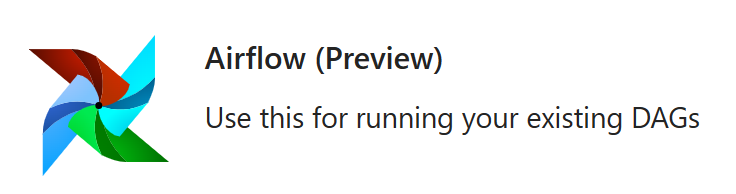 Airflow (Preview)
Use this for running your existing DAGs